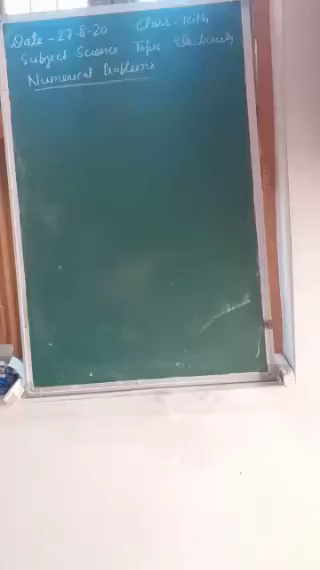 Date - 27-8-20 Class - 10th
Subject - Science Topic Electricity
Numerical Problems